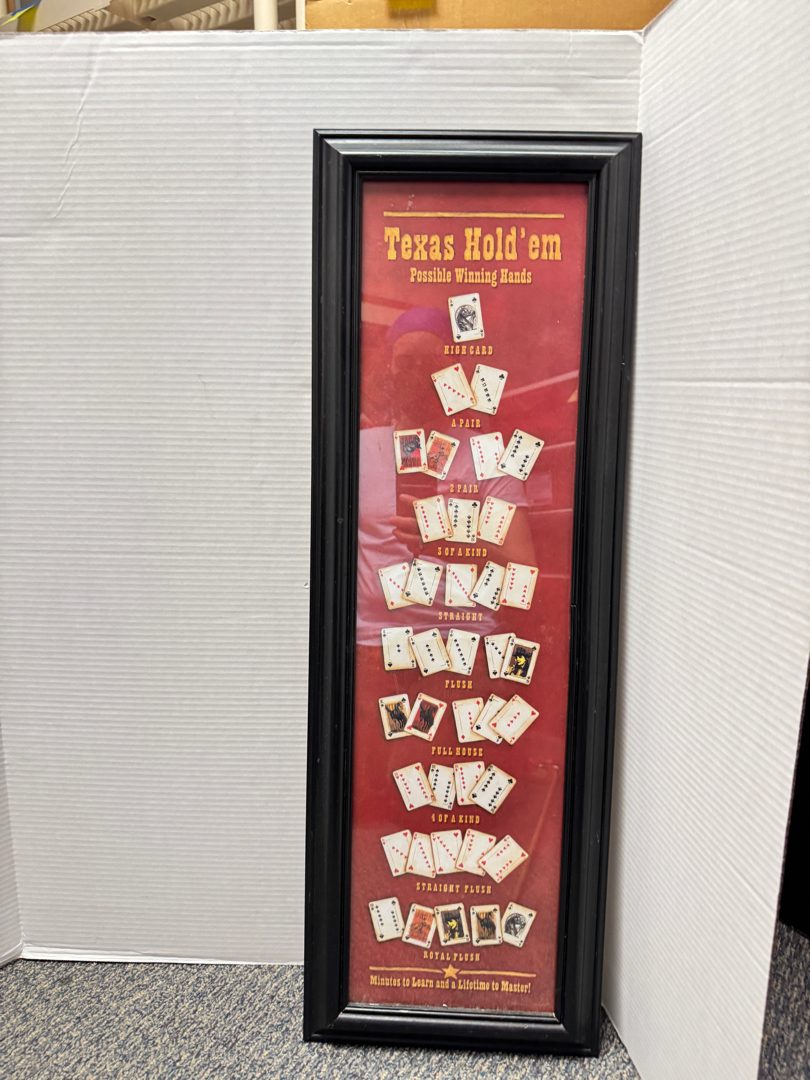 Texas Hold'em
Possible Winning Hands
HIGH CARD
A PAIR
2 PAIR
3 OF A KIND
STRAIGHT
FLUSH
FULL HOUSE
4 OF A KIND
STRAIGHT FLUSH
ROYAL FLUSH
Minutes to Learn and a Lifetime to Master!